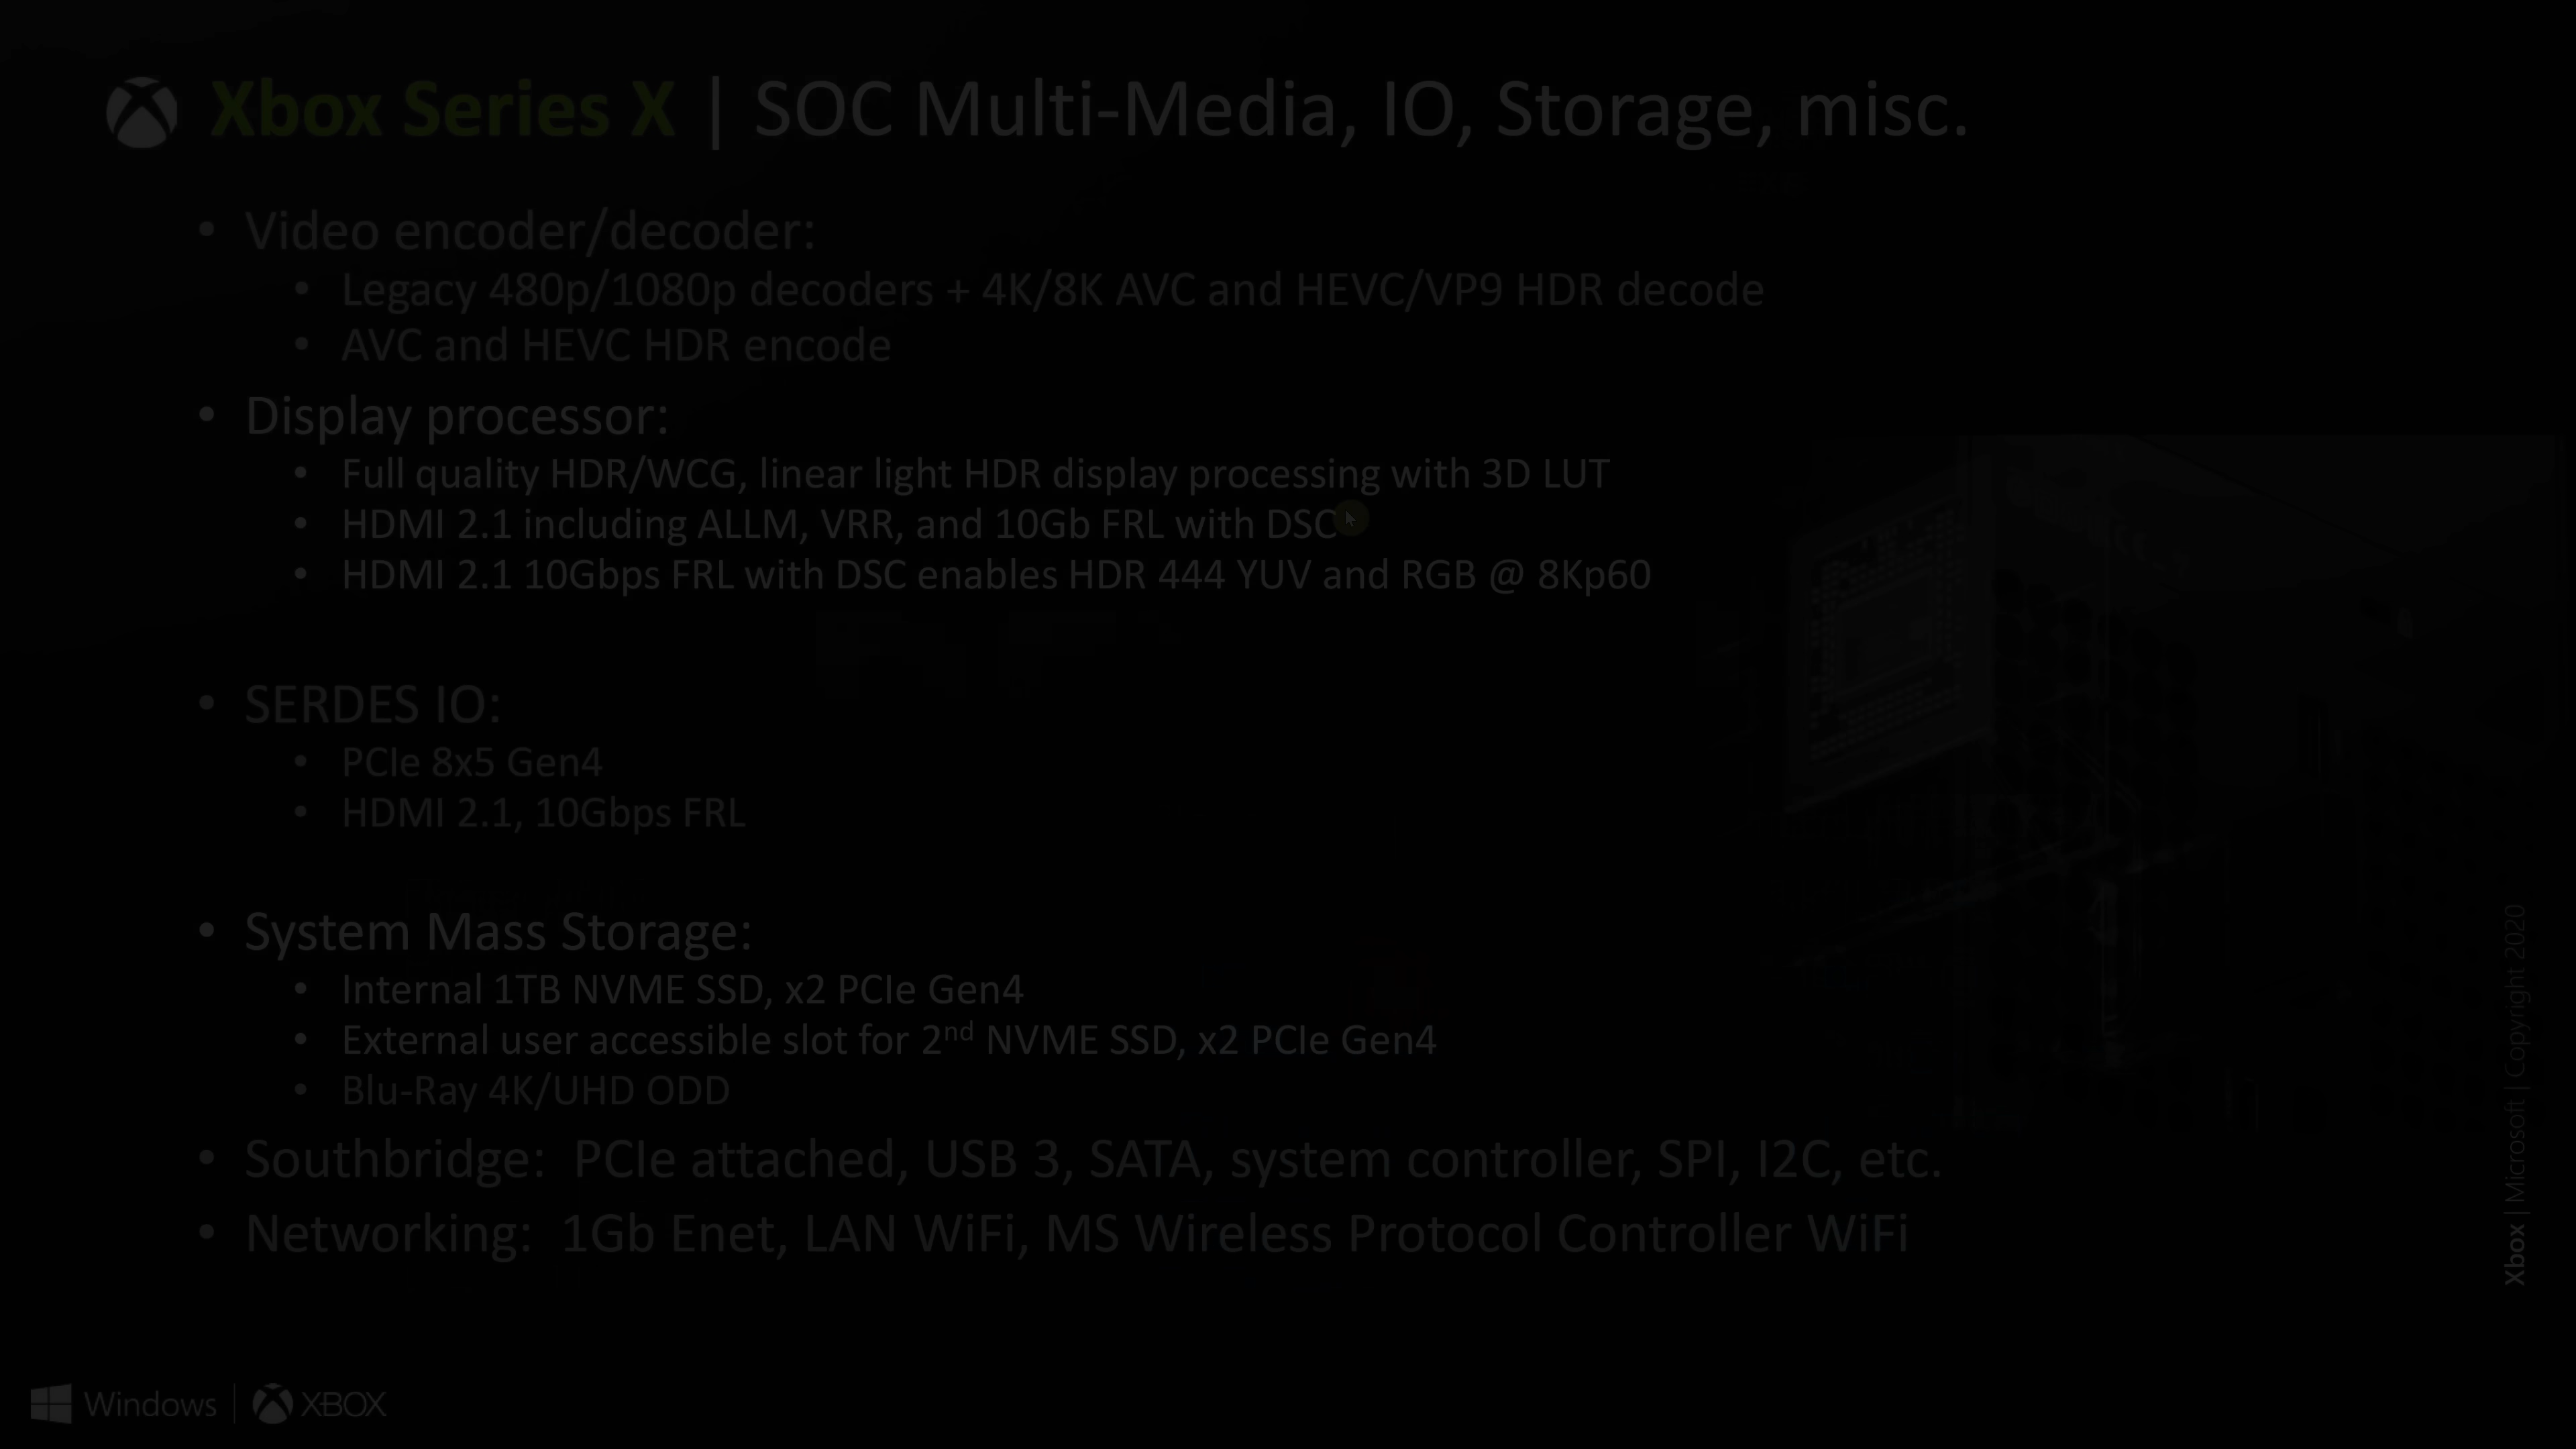 Xbox Series X | SOC Multi-Media, IO, Storage, misc.
• Video encoder/decoder:
• Legacy 480p/1080p decoders + 4K/8K AVC and HEVC/VP9 HDR decode
• AVC and HEVC HDR encode
• Display processor:
• Full quality HDR/WCG, linear light HDR display processing with 3D LUT
• HDMI 2.1 including ALLM, VRR, and 10Gb FRL with DSC
• HDMI 2.1 10Gbps FRL with DSC enables HDR 444 YUV and RGB @ 8Kp60
• SERDES IO:
• PCIe 8x5 Gen4
• HDMI 2.1, 10Gbps FRL
• System Mass Storage:
• Internal 1TB NVME SSD, x2 PCIe Gen4
• External user accessible slot for 2nd NVME SSD, x2 PCIe Gen4
• Blu-Ray 4K/UHD ODD
• Southbridge: PCIe attached, USB 3, SATA, system controller, SPI, I2C, etc.
• Networking: 1Gb Enet, LAN WiFi, MS Wireless Protocol Controller WiFi
Xbox | Microsoft | Copyright 2020
Windows | XBOX